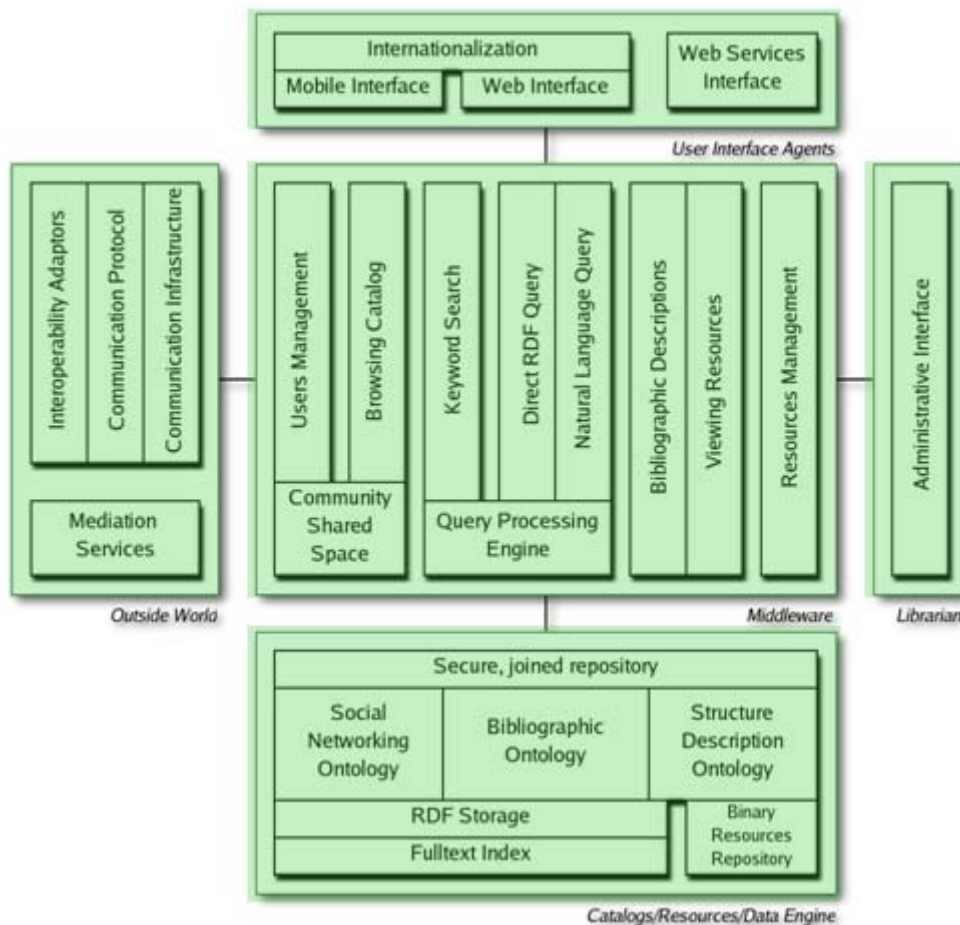 Internationalization
Mobile Interface
Web Interface
Web Services
Interface
User Interface Agents
Interoperability Adaptors
Communication Protocol
Communication Infrastructure
Mediation
Services
Outside World
Users Management
Browsing Catalog
Community
Shared
Space
Keyword Search
Direct RDF Query
Natural Language Query
Query Processing
Engine
Bibliographic Descriptions
Viewing Resources
Resources Management
Middleware
Administrative Interface
Librarian
Secure, joined repository
Social
Networking
Ontology
Bibliographic
Ontology
Structure
Description
Ontology
RDF Storage
Fulltext Index
Binary
Resources
Repository
Catalogs/Resources/Data Engine